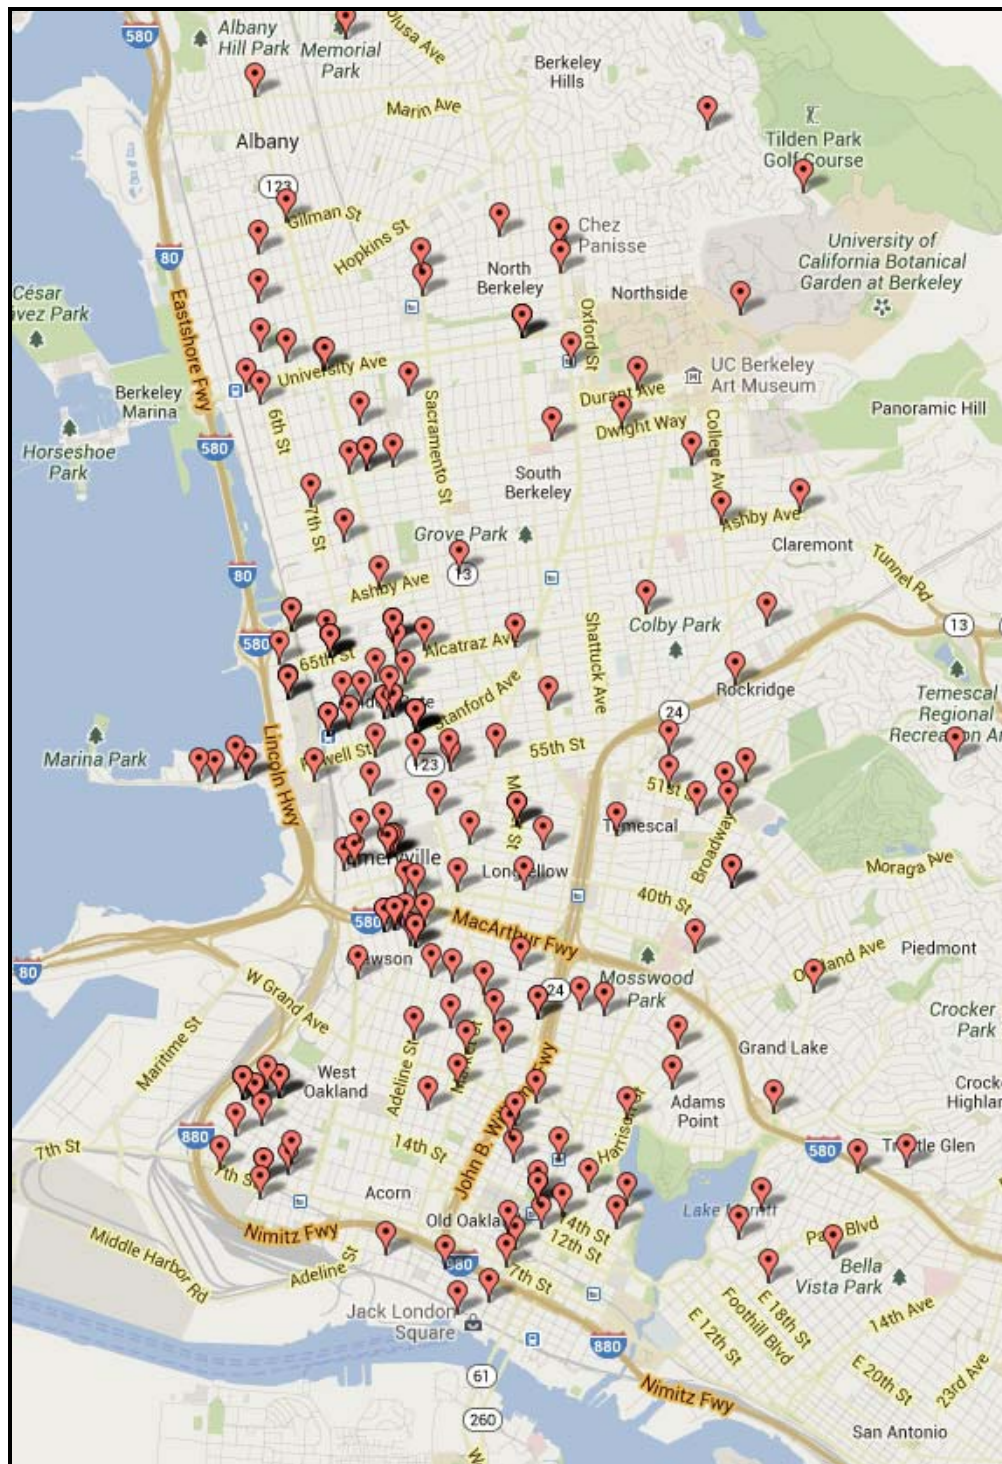 580
Albany
Hill Park
Memorial
Park
Berkeley
Hills
Marin Ave
Tilden Park
Golf Course
Albany
123
Gilman St
Hopkins St
Chez
Panisse
University of
California Botanical
Garden at Berkeley
80
North
Berkeley
Northside
César
Eastshore Fwy
Oxford St
University Ave
UC Berkeley
Art Museum
Berkeley
Marina
Durant Ave
Panoramic Hill
6th St
Sacramento St
Dwight Way
College Ave
Horseshoe
Park
580
South
Berkeley
7th St
Grove Park
Ashby Ave
Claremont
80
Ashby Ave
13
Tunnel Rd
580
Alcatraz Ave
Shattuck Ave
Colby Park
13
65th St
Rockridge
Temescal
Regional
Stanford Ave
24
Lincoln Hwy
Marina Park
55th St
123
51st
Temescal
Broadway
Emeryville
Longfellow
Moraga Ave
40th St
580
MacArthur Fwy
Piedmont
80
W Grand Ave
24
Mosswood
Park
Crocker
Park
Maritime St
Adeline St
Grand Lake
West
Oakland
Adams
Point
Harrison St
880
7th St
14th St
580
7th St
Acorn
Old Oakland
14th St
12th St
Nimitz Fwy
Middle Harbor Rd
Adeline St
7th St
Bella
Vista Park
Jack London
Square
E 18th St
Foothill Blvd
E 12th St
14th Ave
880
E 20th St
23rd Ave
61
Nimitz Fwy
260
San Antonio